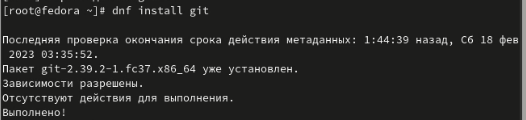 [root@fedora ~]# dnf install git
Последняя проверка окончания срока действия метаданных: 1:44:39 назад, Сб 18 фев
2023 03:35:52.
Пакет git-2.39.2-1.fc37.x86_64 уже установлен.
Зависимости разрешены.
Отсутствуют действия для выполнения.
Выполнено!